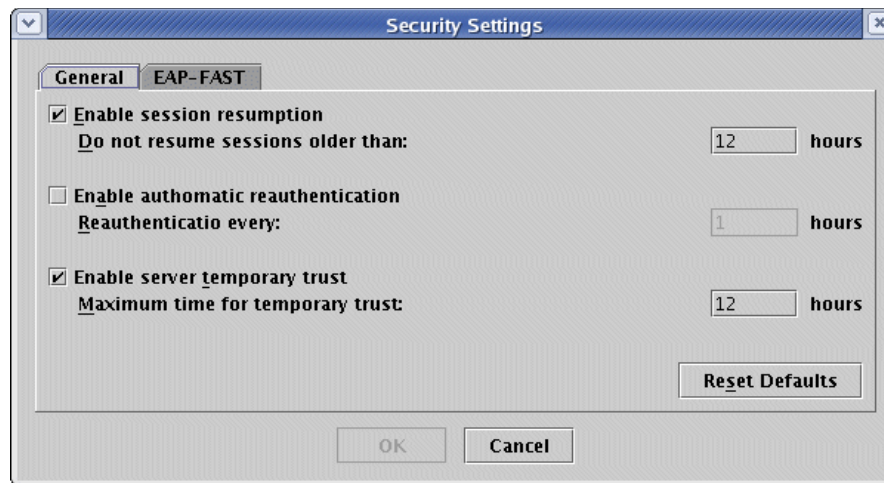 Security Settings
General EAP-FAST
Enable session resumption
Do not resume sessions older than: 12 hours
Enable authomatic reauthentication
Reauthenticatio every: 1 hours
Enable server temporary trust
Maximum time for temporary trust: 12 hours
Reset Defaults
OK Cancel